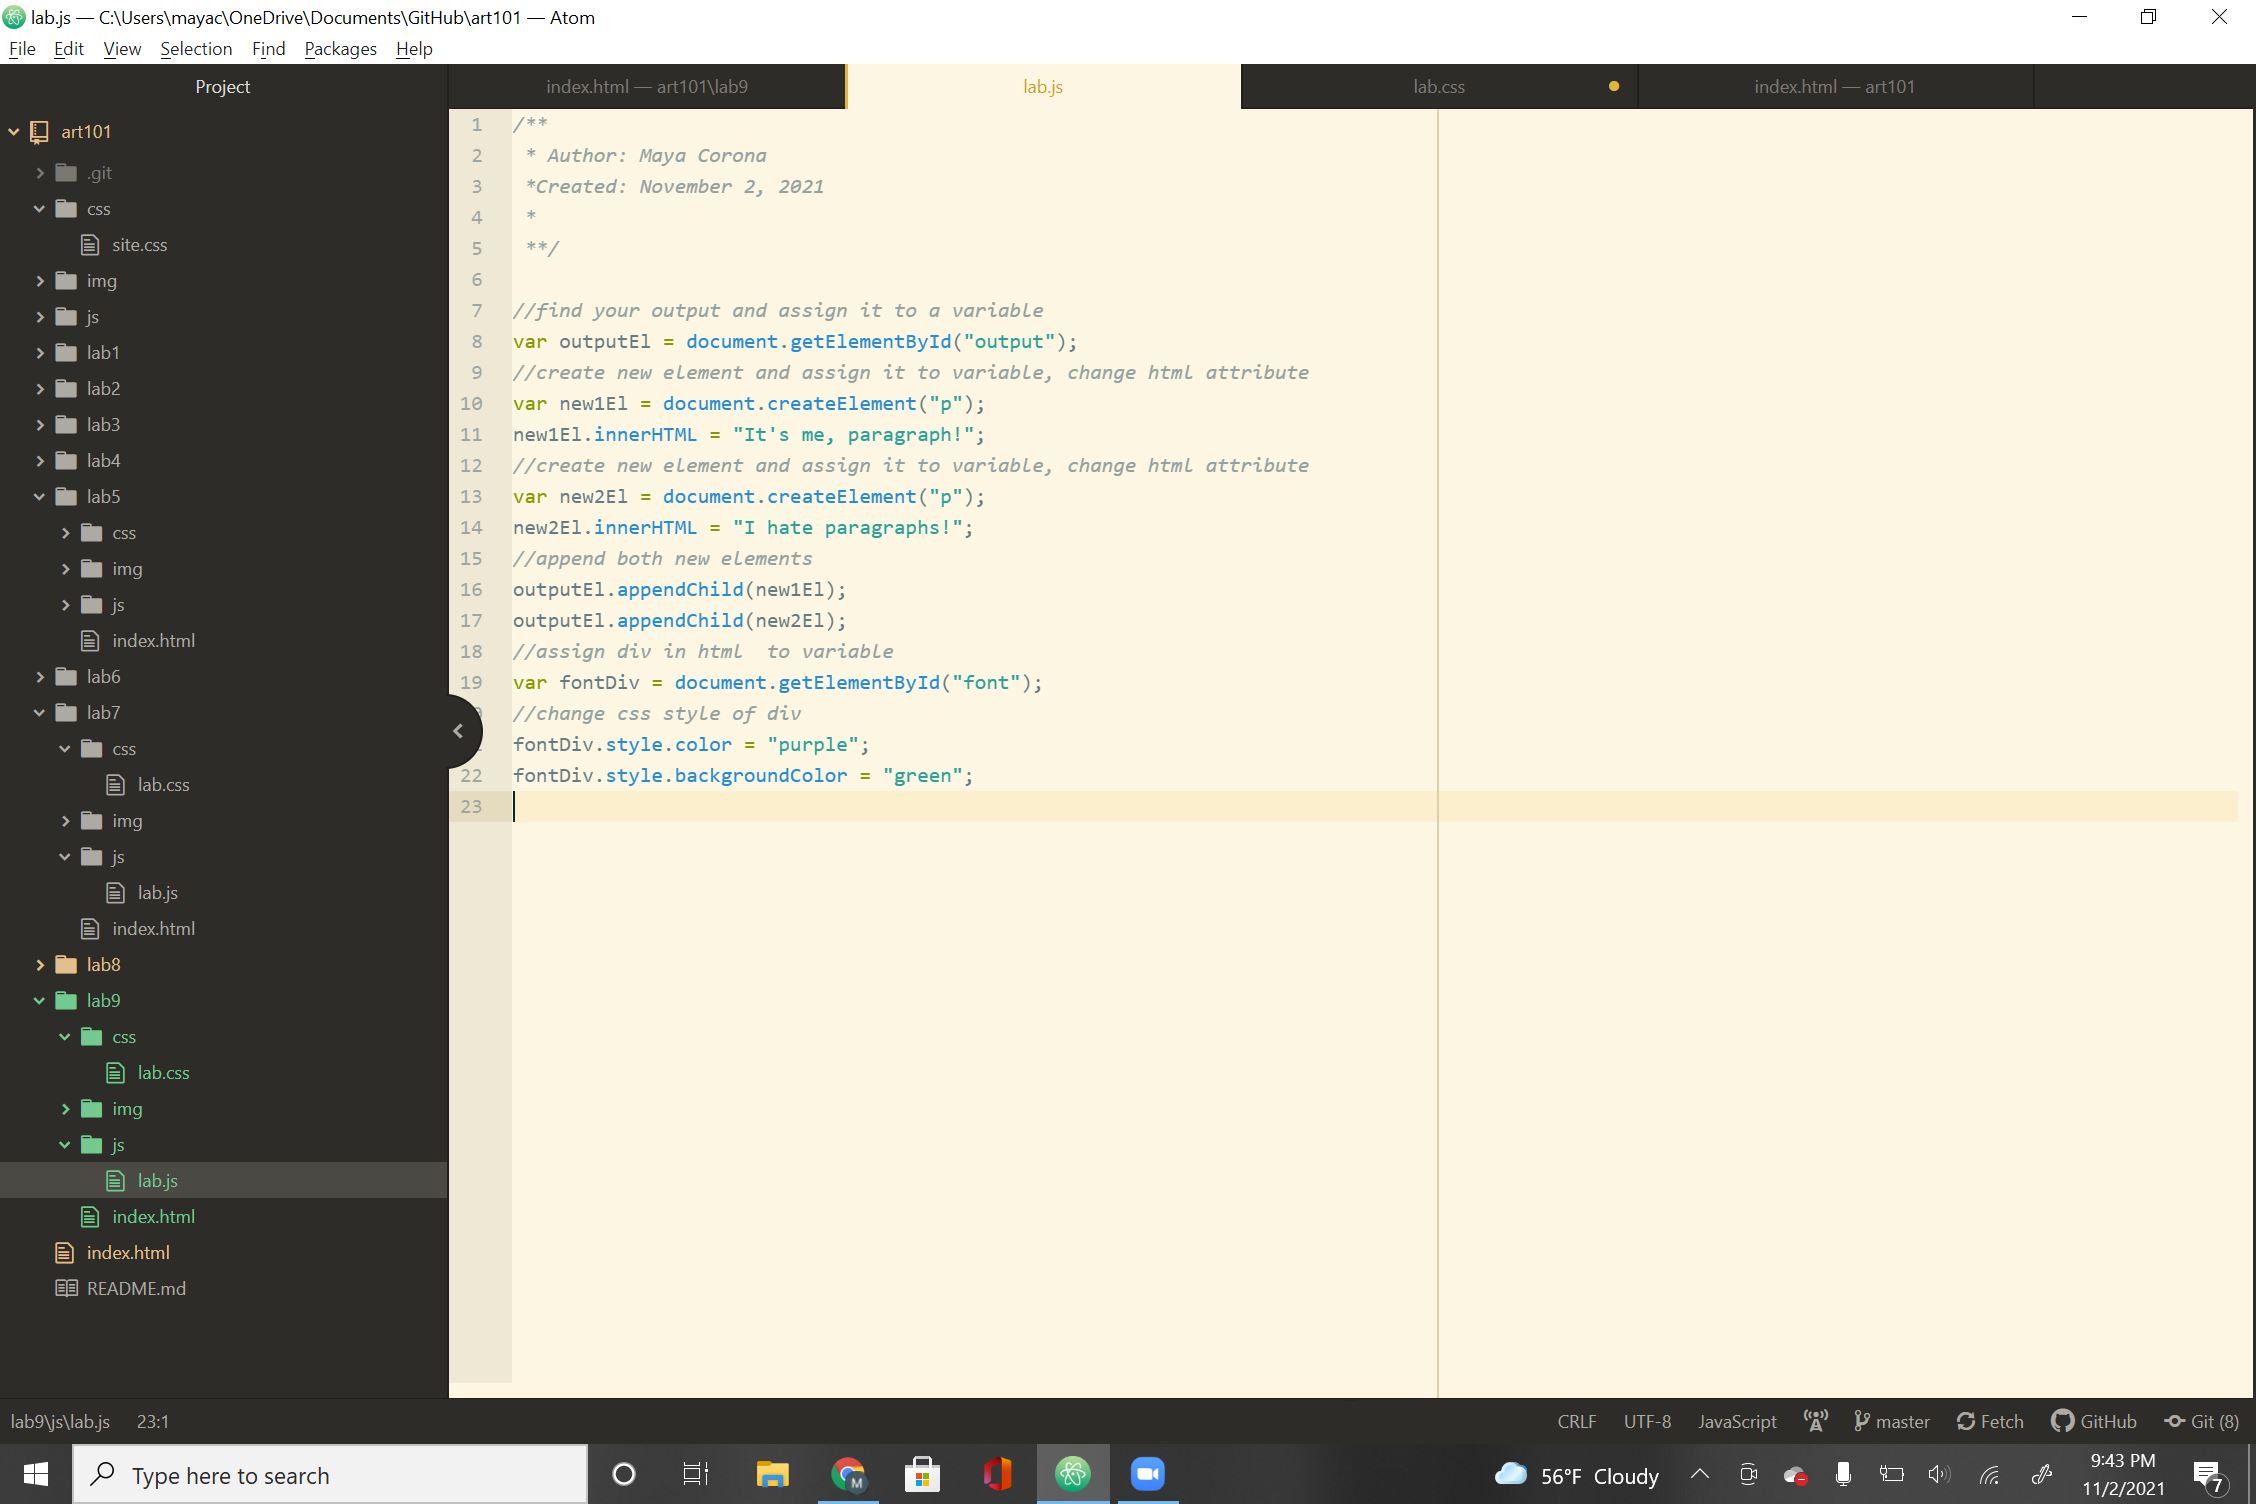 lab.js — C:\Users\mayac\OneDrive\Documents\GitHub\art101 — Atom
File Edit View Selection Find Packages Help
Project
index.html — art101\lab9
lab.js
lab.css
index.html — art101
art101
.git
css
site.css
img
js
lab1
lab2
lab3
lab4
lab5
css
img
js
index.html
lab6
lab7
css
lab.css
img
js
lab.js
index.html
lab8
lab9
css
lab.css
img
js
lab.js
index.html
index.html
README.md
1 /**
2  * Author: Maya Corona
3  *Created: November 2, 2021
4  *
5  **/
6
7 //find your output and assign it to a variable
8 var outputEl = document.getElementById("output");
9 //create new element and assign it to variable, change html attribute
10 var new1El = document.createElement("p");
11 new1El.innerHTML = "It's me, paragraph!";
12 //create new element and assign it to variable, change html attribute
13 var new2El = document.createElement("p");
14 new2El.innerHTML = "I hate paragraphs!";
15 //append both new elements
16 outputEl.appendChild(new1El);
17 outputEl.appendChild(new2El);
18 //assign div in html  to variable
19 var fontDiv = document.getElementById("font");
//change css style of div
fontDiv.style.color = "purple";
22 fontDiv.style.backgroundColor = "green";
23
lab9\js\lab.js 23:1
CRLF UTF-8 JavaScript master Fetch GitHub Git (8)
Type here to search
M
56°F Cloudy
9:43 PM
11/2/2021
7